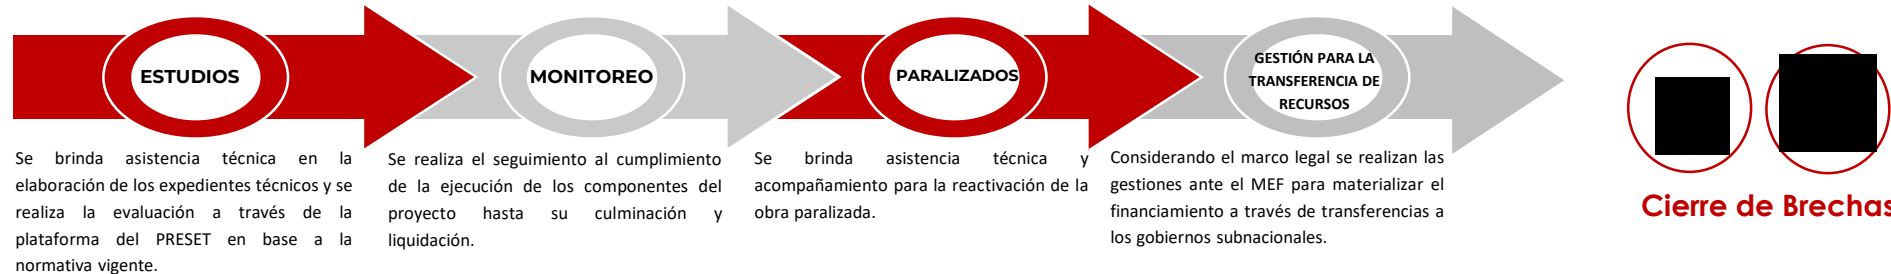 ESTUDIOS
Se brinda asistencia técnica en la
elaboración de los expedientes técnicos y se
realiza la evaluación a través de la
plataforma del PRESET en base a la
normativa vigente.
MONITOREO
Se realiza el seguimiento al cumplimiento
de la ejecución de los componentes del
proyecto hasta su culminación y
liquidación.
PARALIZADOS
Se brinda asistencia técnica y
acompañamiento para la reactivación de la
obra paralizada.
GESTIÓN PARA LA
TRANSFERENCIA DE
RECURSOS
Considerando el marco legal se realizan las
gestiones ante el MEF para materializar el
financiamiento a través de transferencias a
los gobiernos subnacionales.
Cierre de Brechas